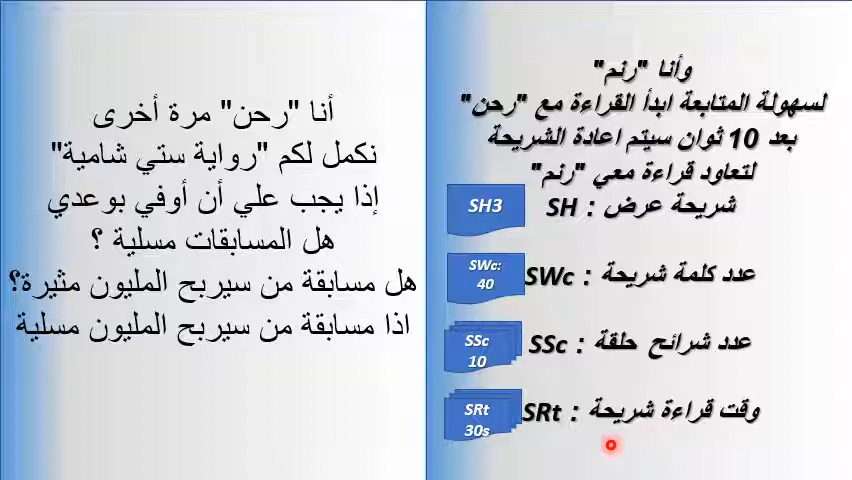 وأنا "رنم"
لسهولة المتابعة ابدأ القراءة مع "رحن"
بعد 10 ثوان سيتم اعادة الشريحة
لتعاود قراءة معي "رنم"
شريحة عرض : SH
SH3
عدد كلمة شريحة : SWc
SWc:
40
عدد شرائح حلقة : SSc
SSc
10
وقت قراءة شريحة : SRt
SRt
30s
أنا "رحن" مرة أخرى
نكمل لكم "رواية ستي شامية"
إذا يجب علي أن أوفي بوعدي
هل المسابقات مسلية ؟
هل مسابقة من سيربح المليون مثيرة؟
اذا مسابقة من سيربح المليون مسلية